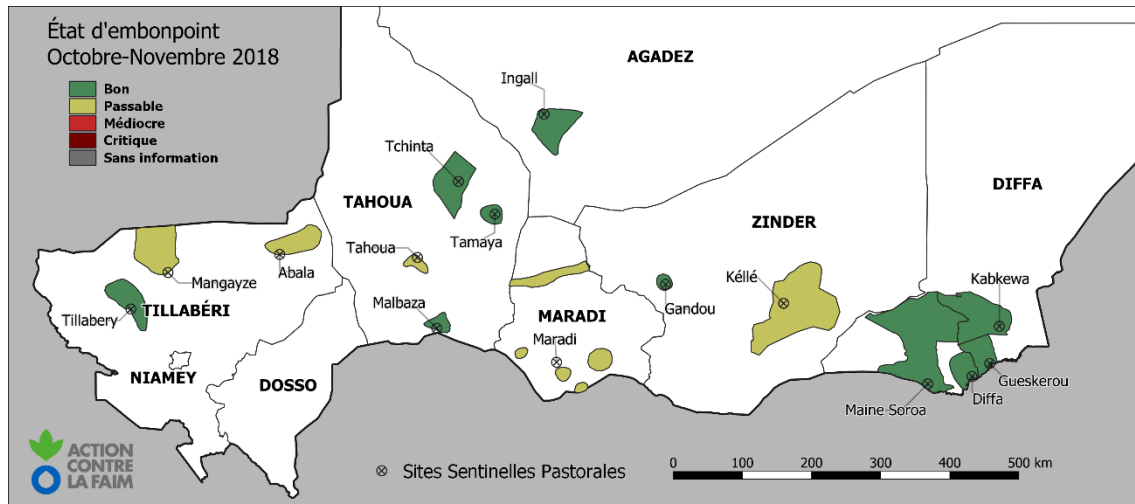 État d'embonpoint
Octobre-Novembre 2018
Bon
Passable
Médiocre
Critique
Sans information
AGADEZ
Ingall
Tchinta
DIFFA
TAHOUA
ZINDER
Tamaya
Tahoua
Abala
Mangayze
Kéllé
Kabkewa
Gandou
Malbaza
TILLABÉRI
Tillabery
MARADI
Maradi
NIAMEY
DOSSO
Gueskerou
Diffa
Maine-Soroa
ACTION
CONTRE
LA FAIM
Sites Sentinelles Pastorales
0 100 200 300 400 500 km